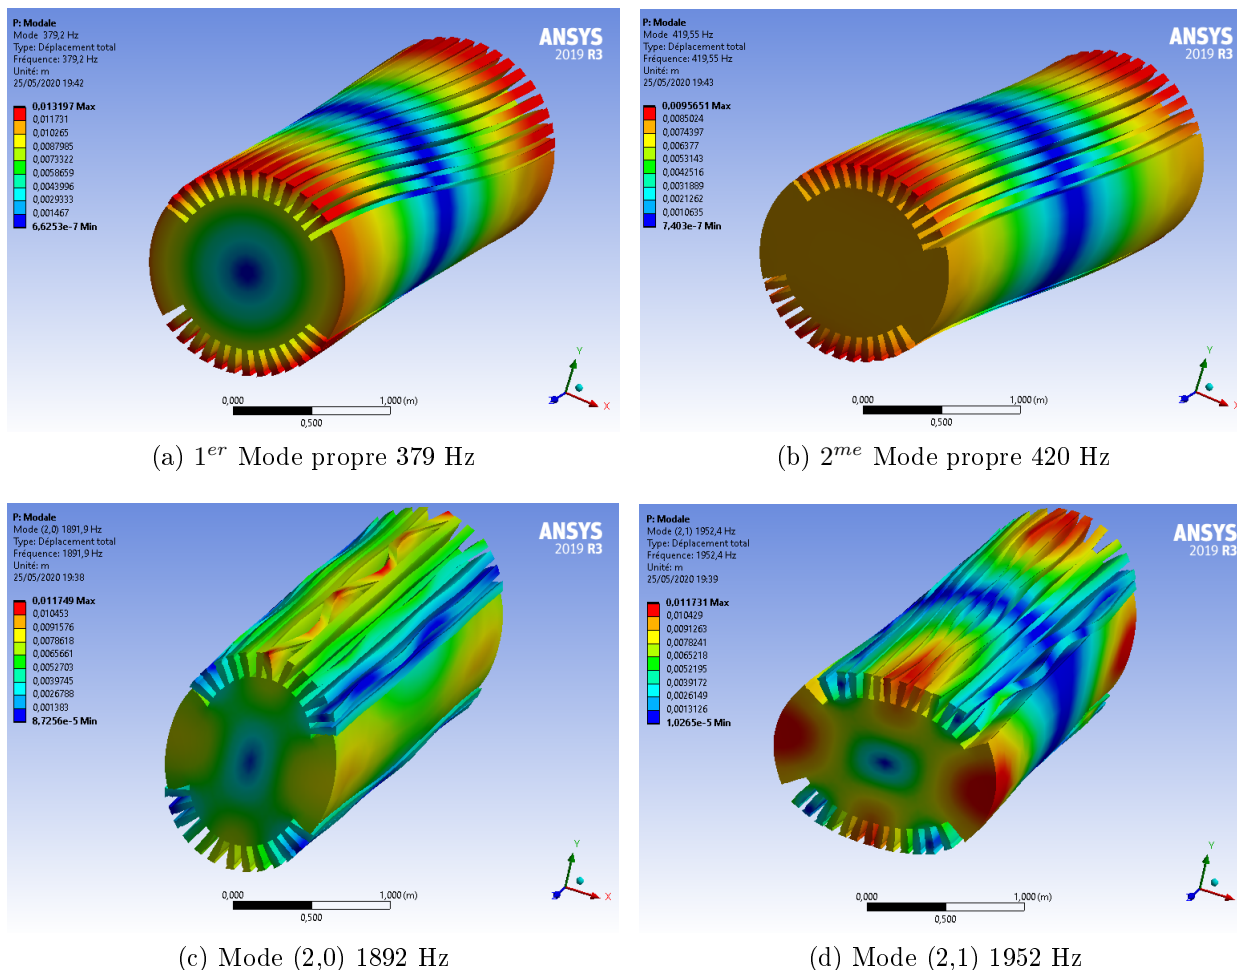 P: Modale
Mode 379,2 Hz
Type: Déplacement total
Fréquence: 379,2 Hz
Unité: m
25/05/2020 19:42
ANSYS
2019 R3
0,013197 Max
0,011731
0,010265
0,0087985
0,0073322
0,0058659
0,0043996
0,0029333
0,001467
6,6253e-7 Min
Y
X
Z
0,000
1,000 (m)
0,500
(a) 1er Mode propre 379 Hz
P: Modale
Mode 419,55 Hz
Type: Déplacement total
Fréquence: 419,55 Hz
Unité: m
25/05/2020 19:43
ANSYS
2019 R3
0,0095651 Max
0,0085024
0,0074397
0,006377
0,0053143
0,0042516
0,0031889
0,0021262
0,0010635
7,403e-7 Min
Y
X
Z
0,000
1,000 (m)
0,500
(b) 2me Mode propre 420 Hz
P: Modale
Mode (2,0) 1891,9 Hz
Type: Déplacement total
Fréquence: 1891,9 Hz
Unité: m
25/05/2020 19:38
ANSYS
2019 R3
0,011749 Max
0,010453
0,0091576
0,0078618
0,0065661
0,0052703
0,0039745
0,0026788
0,001383
8,7256e-5 Min
Y
X
Z
0,000
1,000 (m)
0,500
(c) Mode (2,0) 1892 Hz
P: Modale
Mode (2,1) 1952,4 Hz
Type: Déplacement total
Fréquence: 1952,4 Hz
Unité: m
25/05/2020 19:39
ANSYS
2019 R3
0,011731 Max
0,010429
0,0091263
0,0078241
0,0065218
0,0052195
0,0039172
0,0026149
0,0013126
1,0265e-5 Min
Y
X
Z
0,000
1,000 (m)
0,500
(d) Mode (2,1) 1952 Hz